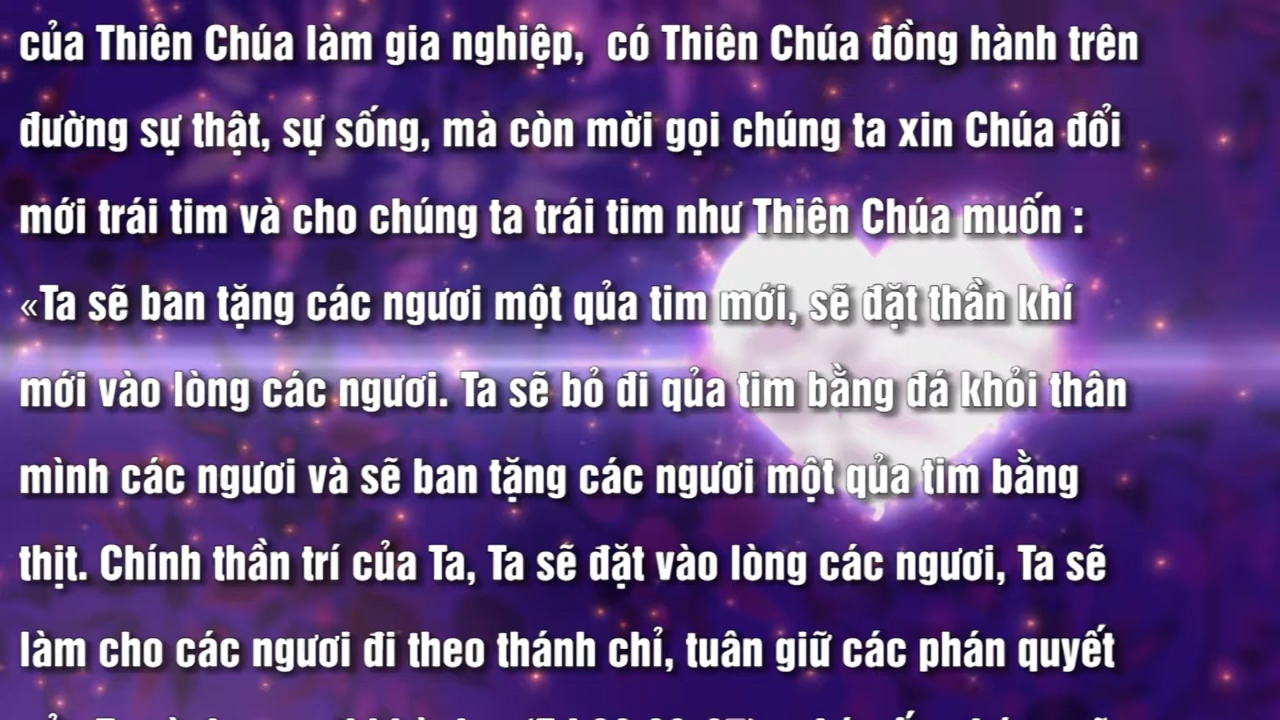 của Thiên Chúa làm gia nghiệp, có Thiên Chúa đồng hành trên
đường sự thật, sự sống, mà còn mời gọi chúng ta xin Chúa đổi
mới trái tim và cho chúng ta trái tim như Thiên Chúa muốn :
«Ta sẽ ban tặng các ngươi một qủa tim mới, sẽ đặt thần khí
mới vào lòng các ngươi. Ta sẽ bỏ đi qủa tim bằng đá khỏi thân
mình các ngươi và sẽ ban tặng các ngươi một qủa tim bằng
thịt. Chính thần trí của Ta, Ta sẽ đặt vào lòng các ngươi, Ta sẽ
làm cho các ngươi đi theo thánh chỉ, tuân giữ các phán quyết